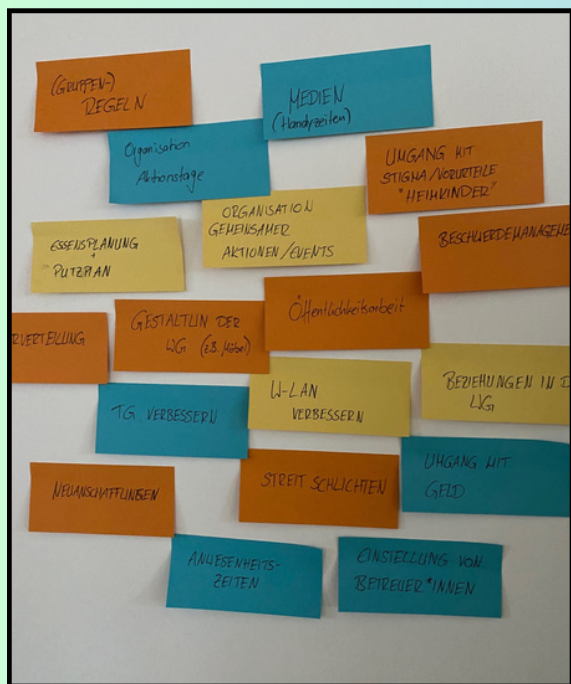 (GRUPPEN-)
REGELN
MEDIEN
(Handyzeiten)
Organisation
Aktionstage
UMGANG MIT
STIGMA/VORURTEILE
"HEIMKINDER"
ORGANISATION
GEMEINSAMER
AKTIONEN/EVENTS
ESSENSPLANUNG
+
PUTZPLAN
BESCHWERDEMANAGEME
Öffentlichkeitsarbeit
RVERTEILUNG
GESTALTUN DER
WG (z.B. Möbel)
BEZIEHUNGEN IN D
WG
W-LAN
VERBESSERN
TG VERBESSERN
UMGANG MIT
GELD
STREIT SCHLICHTEN
NEUANSCHAFFUNGEN
ANWESENHEITS-
ZEITEN
EINSTELLUNG VON
BETREUER*INNEN